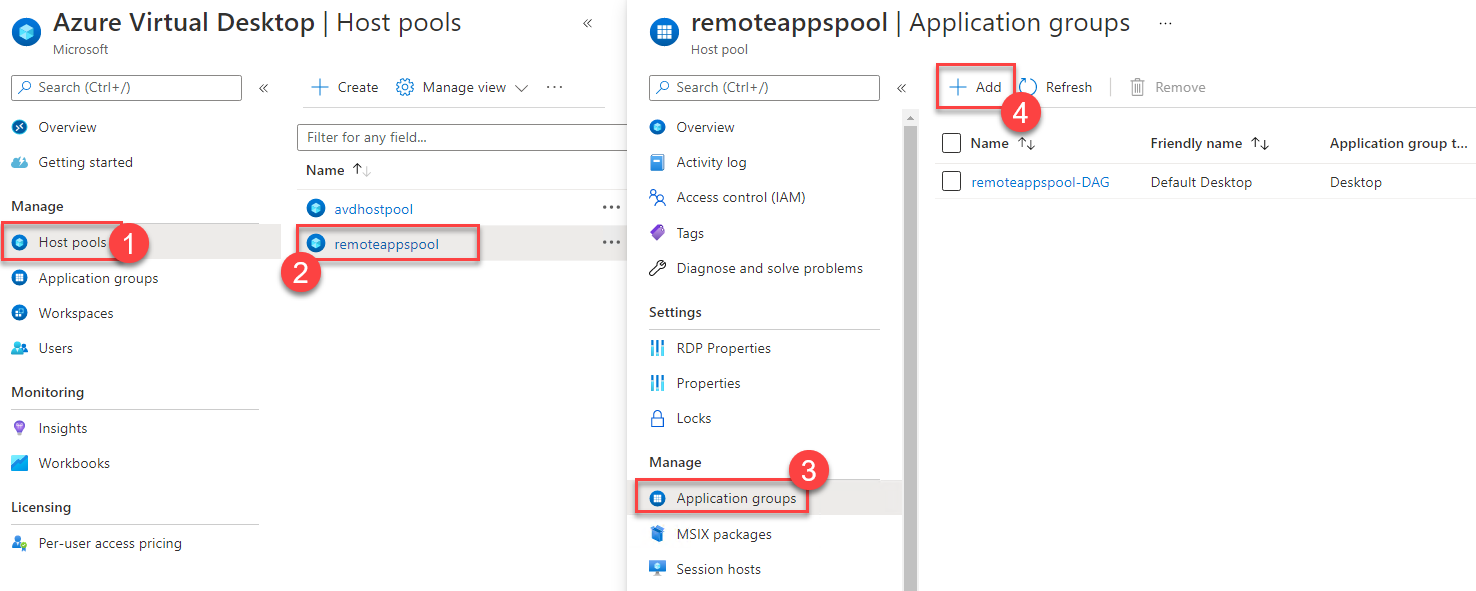 Azure Virtual Desktop | Host pools
Microsoft
Search (Ctrl+/)
Overview
Getting started
Manage
Host pools
1
Application groups
Workspaces
Users
Monitoring
Insights
Workbooks
Licensing
Per-user access pricing
Create
Manage view
Filter for any field...
Name
avdhostpool
remoteappspool
2
remoteappspool | Application groups
Host pool
Search (Ctrl+/)
Overview
Activity log
Access control (IAM)
Tags
Diagnose and solve problems
Settings
RDP Properties
Properties
Locks
Manage
3
Application groups
MSIX packages
Session hosts
Add Refresh Remove
4
Name Friendly name Application group t...
remoteappspool-DAG Default Desktop Desktop